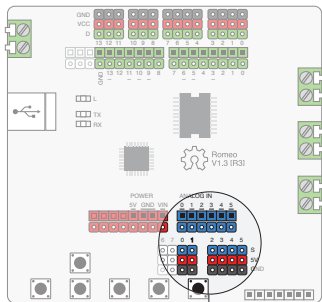 GND
VCC
D
13 12 11 10 9 8 7 6 5 4 3 2 1 0
GND 13 12 11 10 9 8 7 6 5 4 3 2 1 0
L
TX
RX
Romeo
V1.3 [R3]
POWER ANALOG IN
5V GND VIN 0 1 2 3 4 5
6 7 0 1 2 3 4 5
S
5V
GND